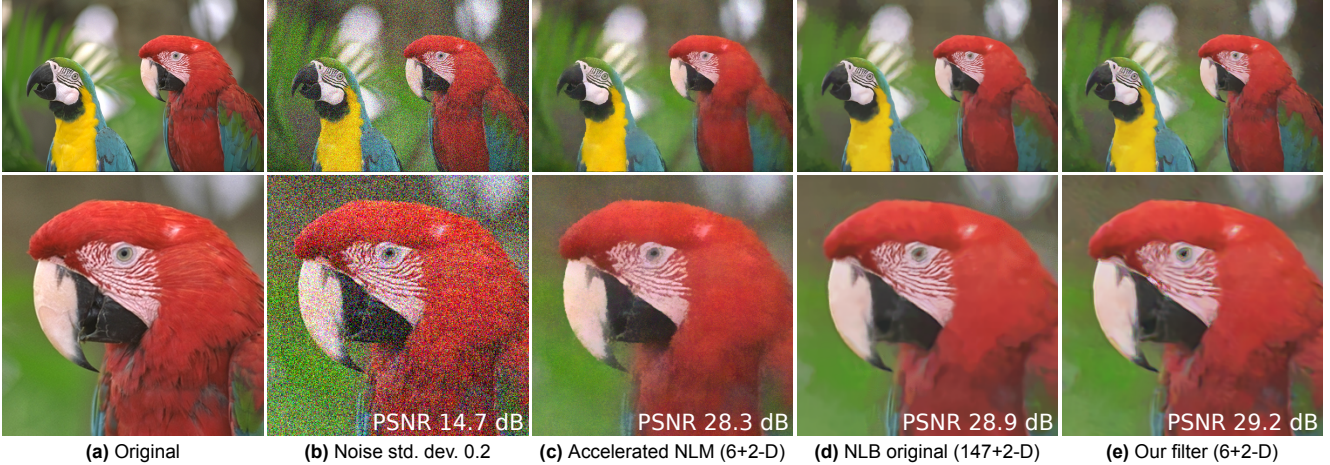 PSNR 14.7 dB
PSNR 28.3 dB
PSNR 28.9 dB
PSNR 29.2 dB
(a) Original
(b) Noise std. dev. 0.2
(c) Accelerated NLM (6+2-D)
(d) NLB original (147+2-D)
(e) Our filter (6+2-D)